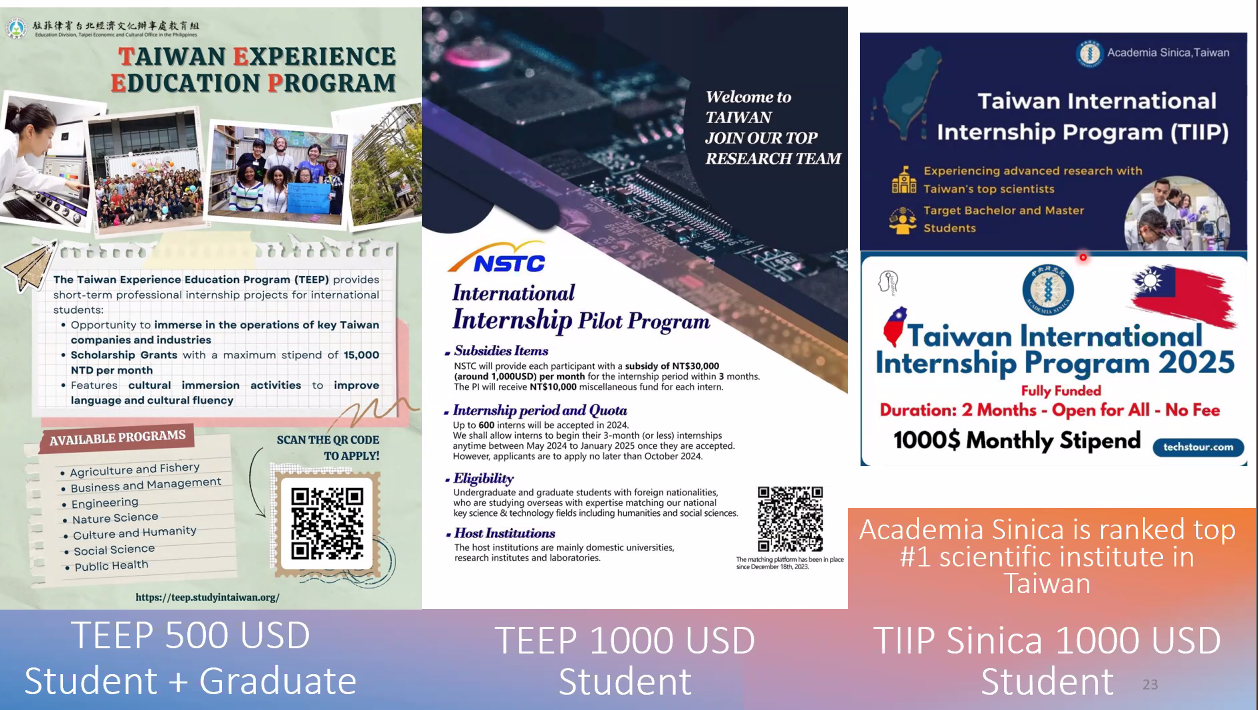 駐菲律賓台北經濟文化辦事處教育組
Education Division, Taipei Economic and Cultural Office in the Philippines
TAIWAN EXPERIENCE
EDUCATION PROGRAM
The Taiwan Experience Education Program (TEEP) provides
short-term professional internship projects for international
students:
• Opportunity to immerse in the operations of key Taiwan
companies and industries
• Scholarship Grants with a maximum stipend of 15,000
NTD per month
• Features cultural immersion activities to improve
language and cultural fluency
AVAILABLE PROGRAMS
• Agriculture and Fishery
• Business and Management
• Engineering
• Nature Science
• Culture and Humanity
• Social Science
• Public Health
SCAN THE QR CODE
TO APPLY!
https://teep.studyintaiwan.org/
TEEP 500 USD
Student + Graduate
Welcome to
TAIWAN
JOIN OUR TOP
RESEARCH TEAM
NSTC
International
Internship Pilot Program
Subsidies Items
NSTC will provide each participant with a subsidy of NT$30,000
(around 1,000USD) per month for the internship period within 3 months.
The PI will receive NT$10,000 miscellaneous fund for each intern.
Internship period and Quota
Up to 600 interns will be accepted in 2024.
We shall allow interns to begin their 3-month (or less) internships
anytime between May 2024 to January 2025 once they are accepted.
However, applicants are to apply no later than October 2024.
Eligibility
Undergraduate and graduate students with foreign nationalities,
who are studying overseas with expertise matching our national
key science & technology fields including humanities and social sciences.
Host Institutions
The host institutions are mainly domestic universities,
research institutes and laboratories.
The matching platform has been in place
since December 18th, 2023.
TEEP 1000 USD
Student
Academia Sinica,Taiwan
Taiwan International
Internship Program (TIIP)
Experiencing advanced research with
Taiwan's top scientists
Target Bachelor and Master
Students
ACADEMIA SINICA
Taiwan International
Internship Program 2025
Fully Funded
Duration: 2 Months - Open for All - No Fee
1000$ Monthly Stipend
techstour.com
Academia Sinica is ranked top
#1 scientific institute in
Taiwan
TIIP Sinica 1000 USD
Student
23